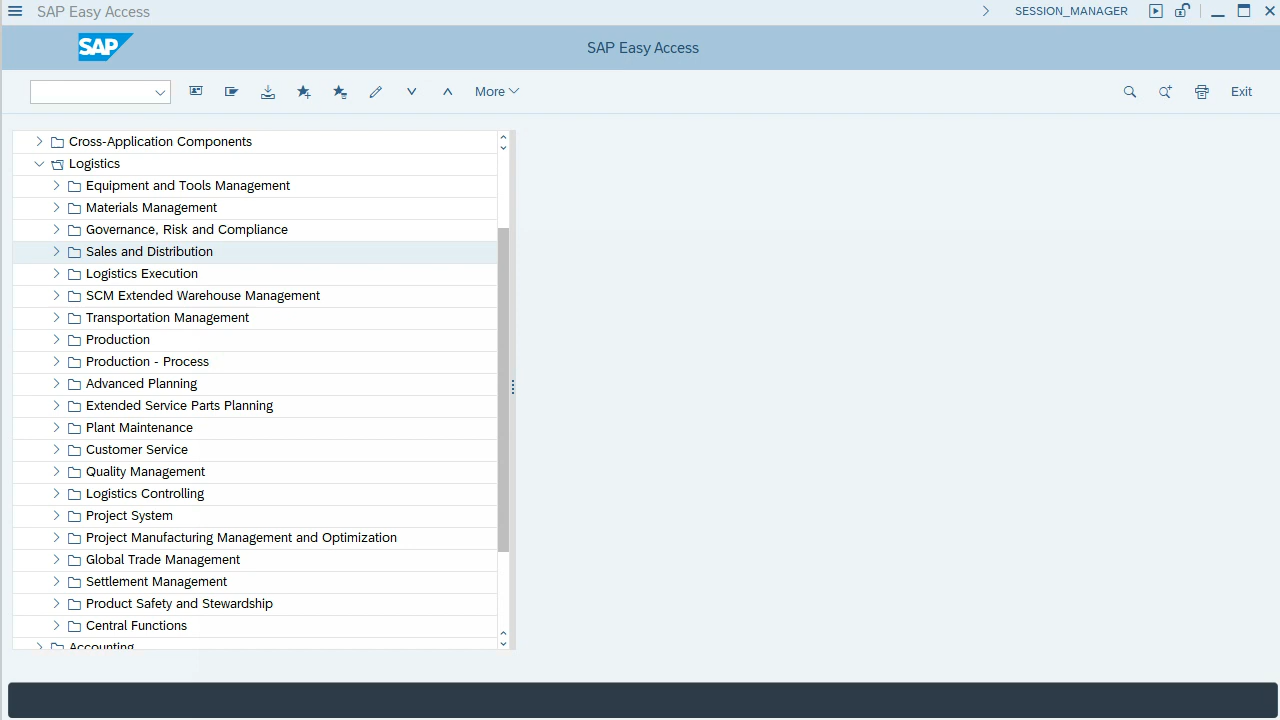 SAP Easy Access
SESSION_MANAGER
SAP
SAP Easy Access
More
Exit
Cross-Application Components
Logistics
Equipment and Tools Management
Materials Management
Governance, Risk and Compliance
Sales and Distribution
Logistics Execution
SCM Extended Warehouse Management
Transportation Management
Production
Production - Process
Advanced Planning
Extended Service Parts Planning
Plant Maintenance
Customer Service
Quality Management
Logistics Controlling
Project System
Project Manufacturing Management and Optimization
Global Trade Management
Settlement Management
Product Safety and Stewardship
Central Functions
Accounting